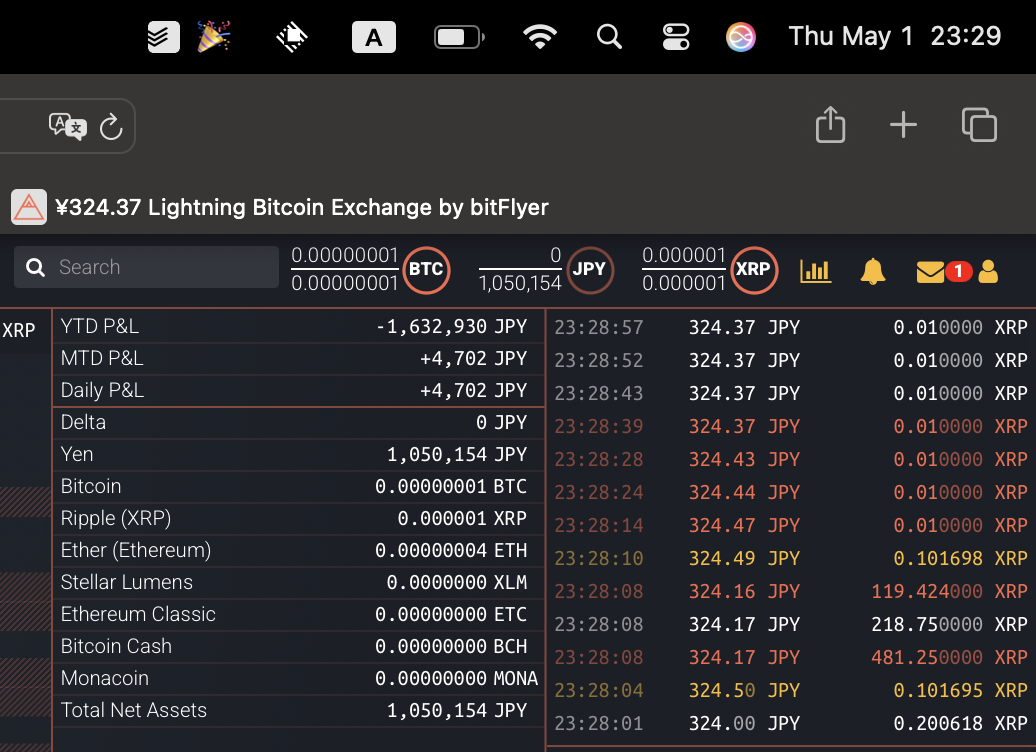 A
Thu May 1 23:29
A 文
¥324.37 Lightning Bitcoin Exchange by bitFlyer
Search
0.00000001
0.00000001
BTC
0
1,050,154
JPY
0.000001
0.000001
XRP
1
XRP
YTD P&L -1,632,930 JPY
MTD P&L +4,702 JPY
Daily P&L +4,702 JPY
Delta 0 JPY
Yen 1,050,154 JPY
Bitcoin 0.00000001 BTC
Ripple (XRP) 0.000001 XRP
Ether (Ethereum) 0.00000004 ETH
Stellar Lumens 0.0000000 XLM
Ethereum Classic 0.00000000 ETC
Bitcoin Cash 0.00000000 BCH
Monacoin 0.00000000 MONA
Total Net Assets 1,050,154 JPY
23:28:57 324.37 JPY 0.010000 XRP
23:28:52 324.37 JPY 0.010000 XRP
23:28:43 324.37 JPY 0.010000 XRP
23:28:39 324.37 JPY 0.010000 XRP
23:28:28 324.43 JPY 0.010000 XRP
23:28:24 324.44 JPY 0.010000 XRP
23:28:14 324.47 JPY 0.010000 XRP
23:28:10 324.49 JPY 0.101698 XRP
23:28:08 324.16 JPY 119.424000 XRP
23:28:08 324.17 JPY 218.750000 XRP
23:28:08 324.17 JPY 481.250000 XRP
23:28:04 324.50 JPY 0.101695 XRP
23:28:01 324.00 JPY 0.200618 XRP